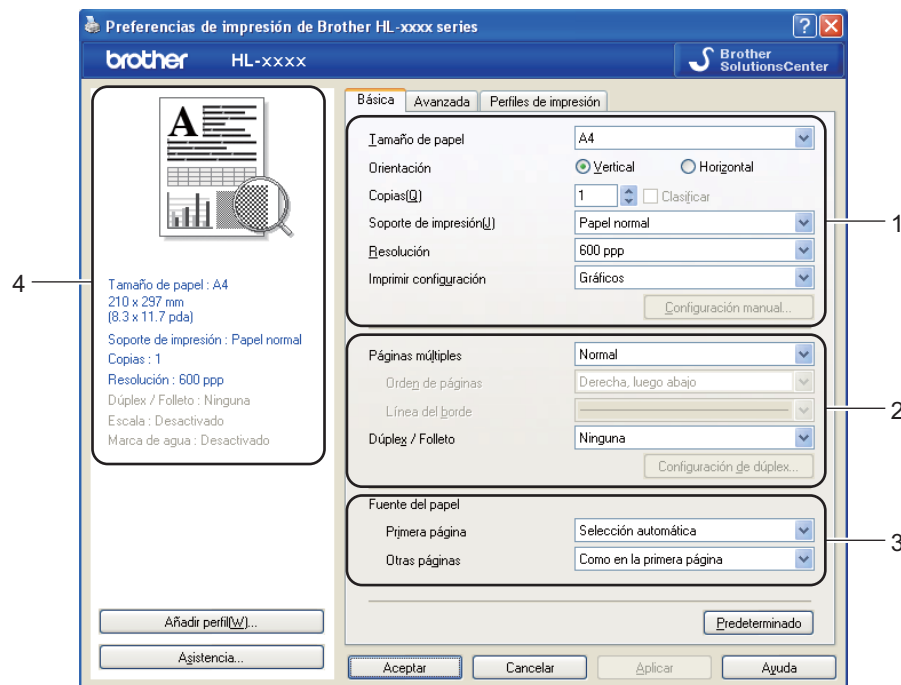 Preferencias de impresión de Brother HL-xxxx series
brother HL-xxxx
Brother
SolutionsCenter
Básica Avanzada Perfiles de impresión
A
Tamaño de papel A4
Orientación Vertical Horizontal
Copias(Q) 1 Clasificar
Soporte de impresión(J) Papel normal
Resolución 600 ppp
Imprimir configuración Gráficos
Configuración manual...
1
4
Tamaño de papel : A4
210 x 297 mm
(8.3 x 11.7 pda)
Soporte de impresión : Papel normal
Copias : 1
Resolución : 600 ppp
Dúplex / Folleto : Ninguna
Escala : Desactivado
Marca de agua : Desactivado
Páginas múltiples Normal
Orden de páginas Derecha, luego abajo
Línea del borde
Dúplex / Folleto Ninguna
Configuración de dúplex...
2
Fuente del papel
Primera página Selección automática
Otras páginas Como en la primera página
3
Añadir perfil(W)...
Asistencia...
Predeterminado
Aceptar Cancelar Aplicar Ayuda